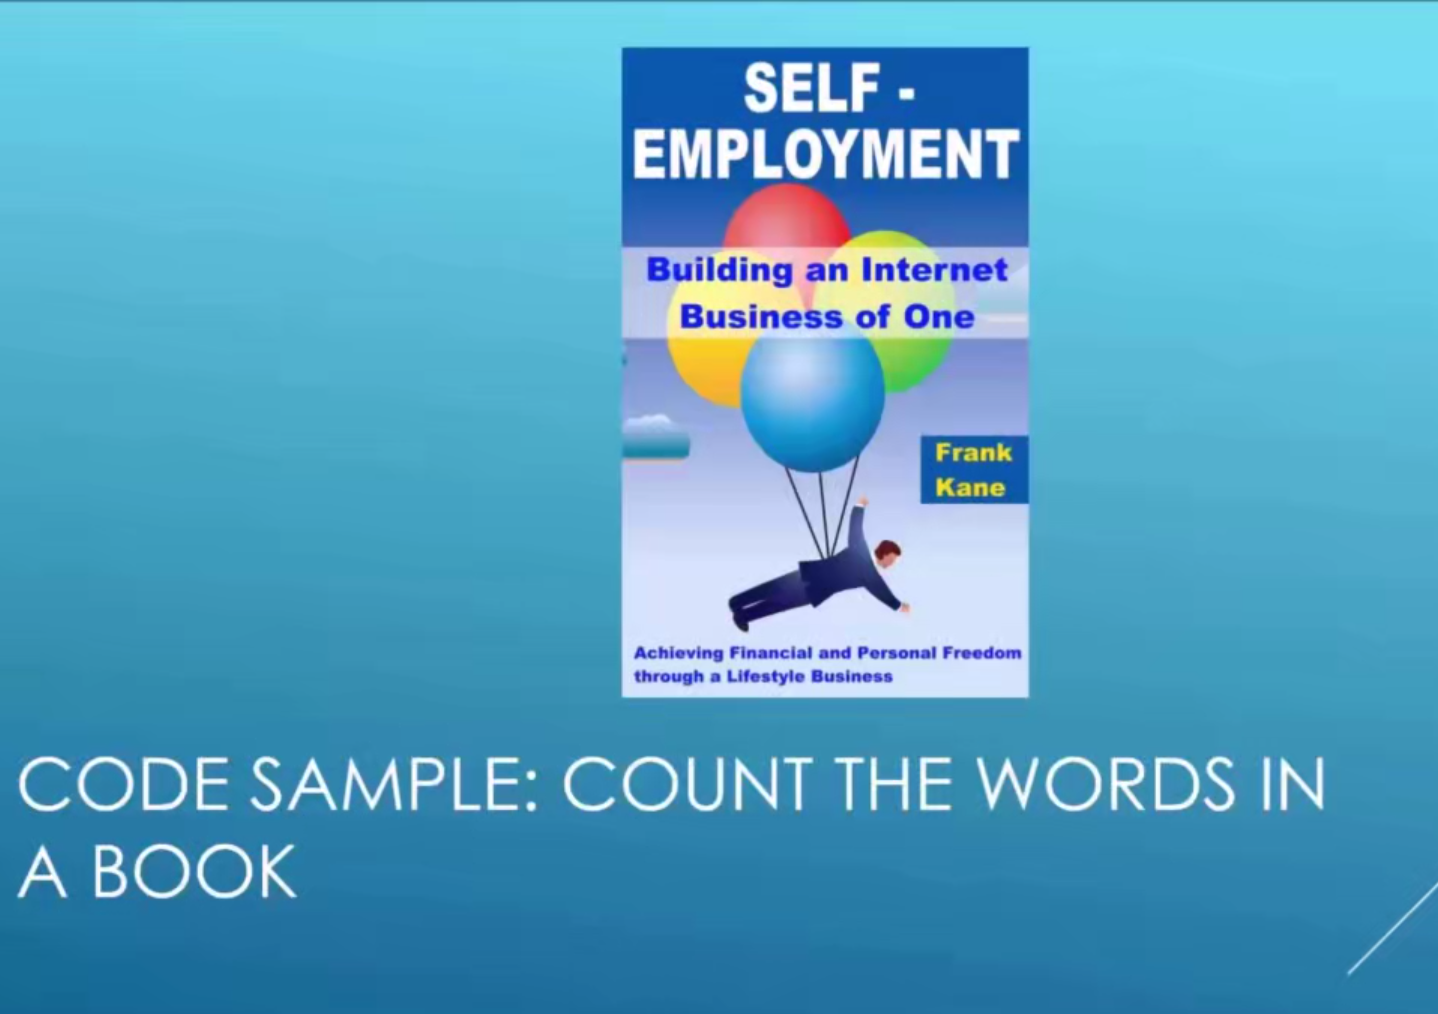 SELF -
EMPLOYMENT
Building an Internet
Business of One
Frank
Kane
Achieving Financial and Personal Freedom
through a Lifestyle Business
CODE SAMPLE: COUNT THE WORDS IN
A BOOK